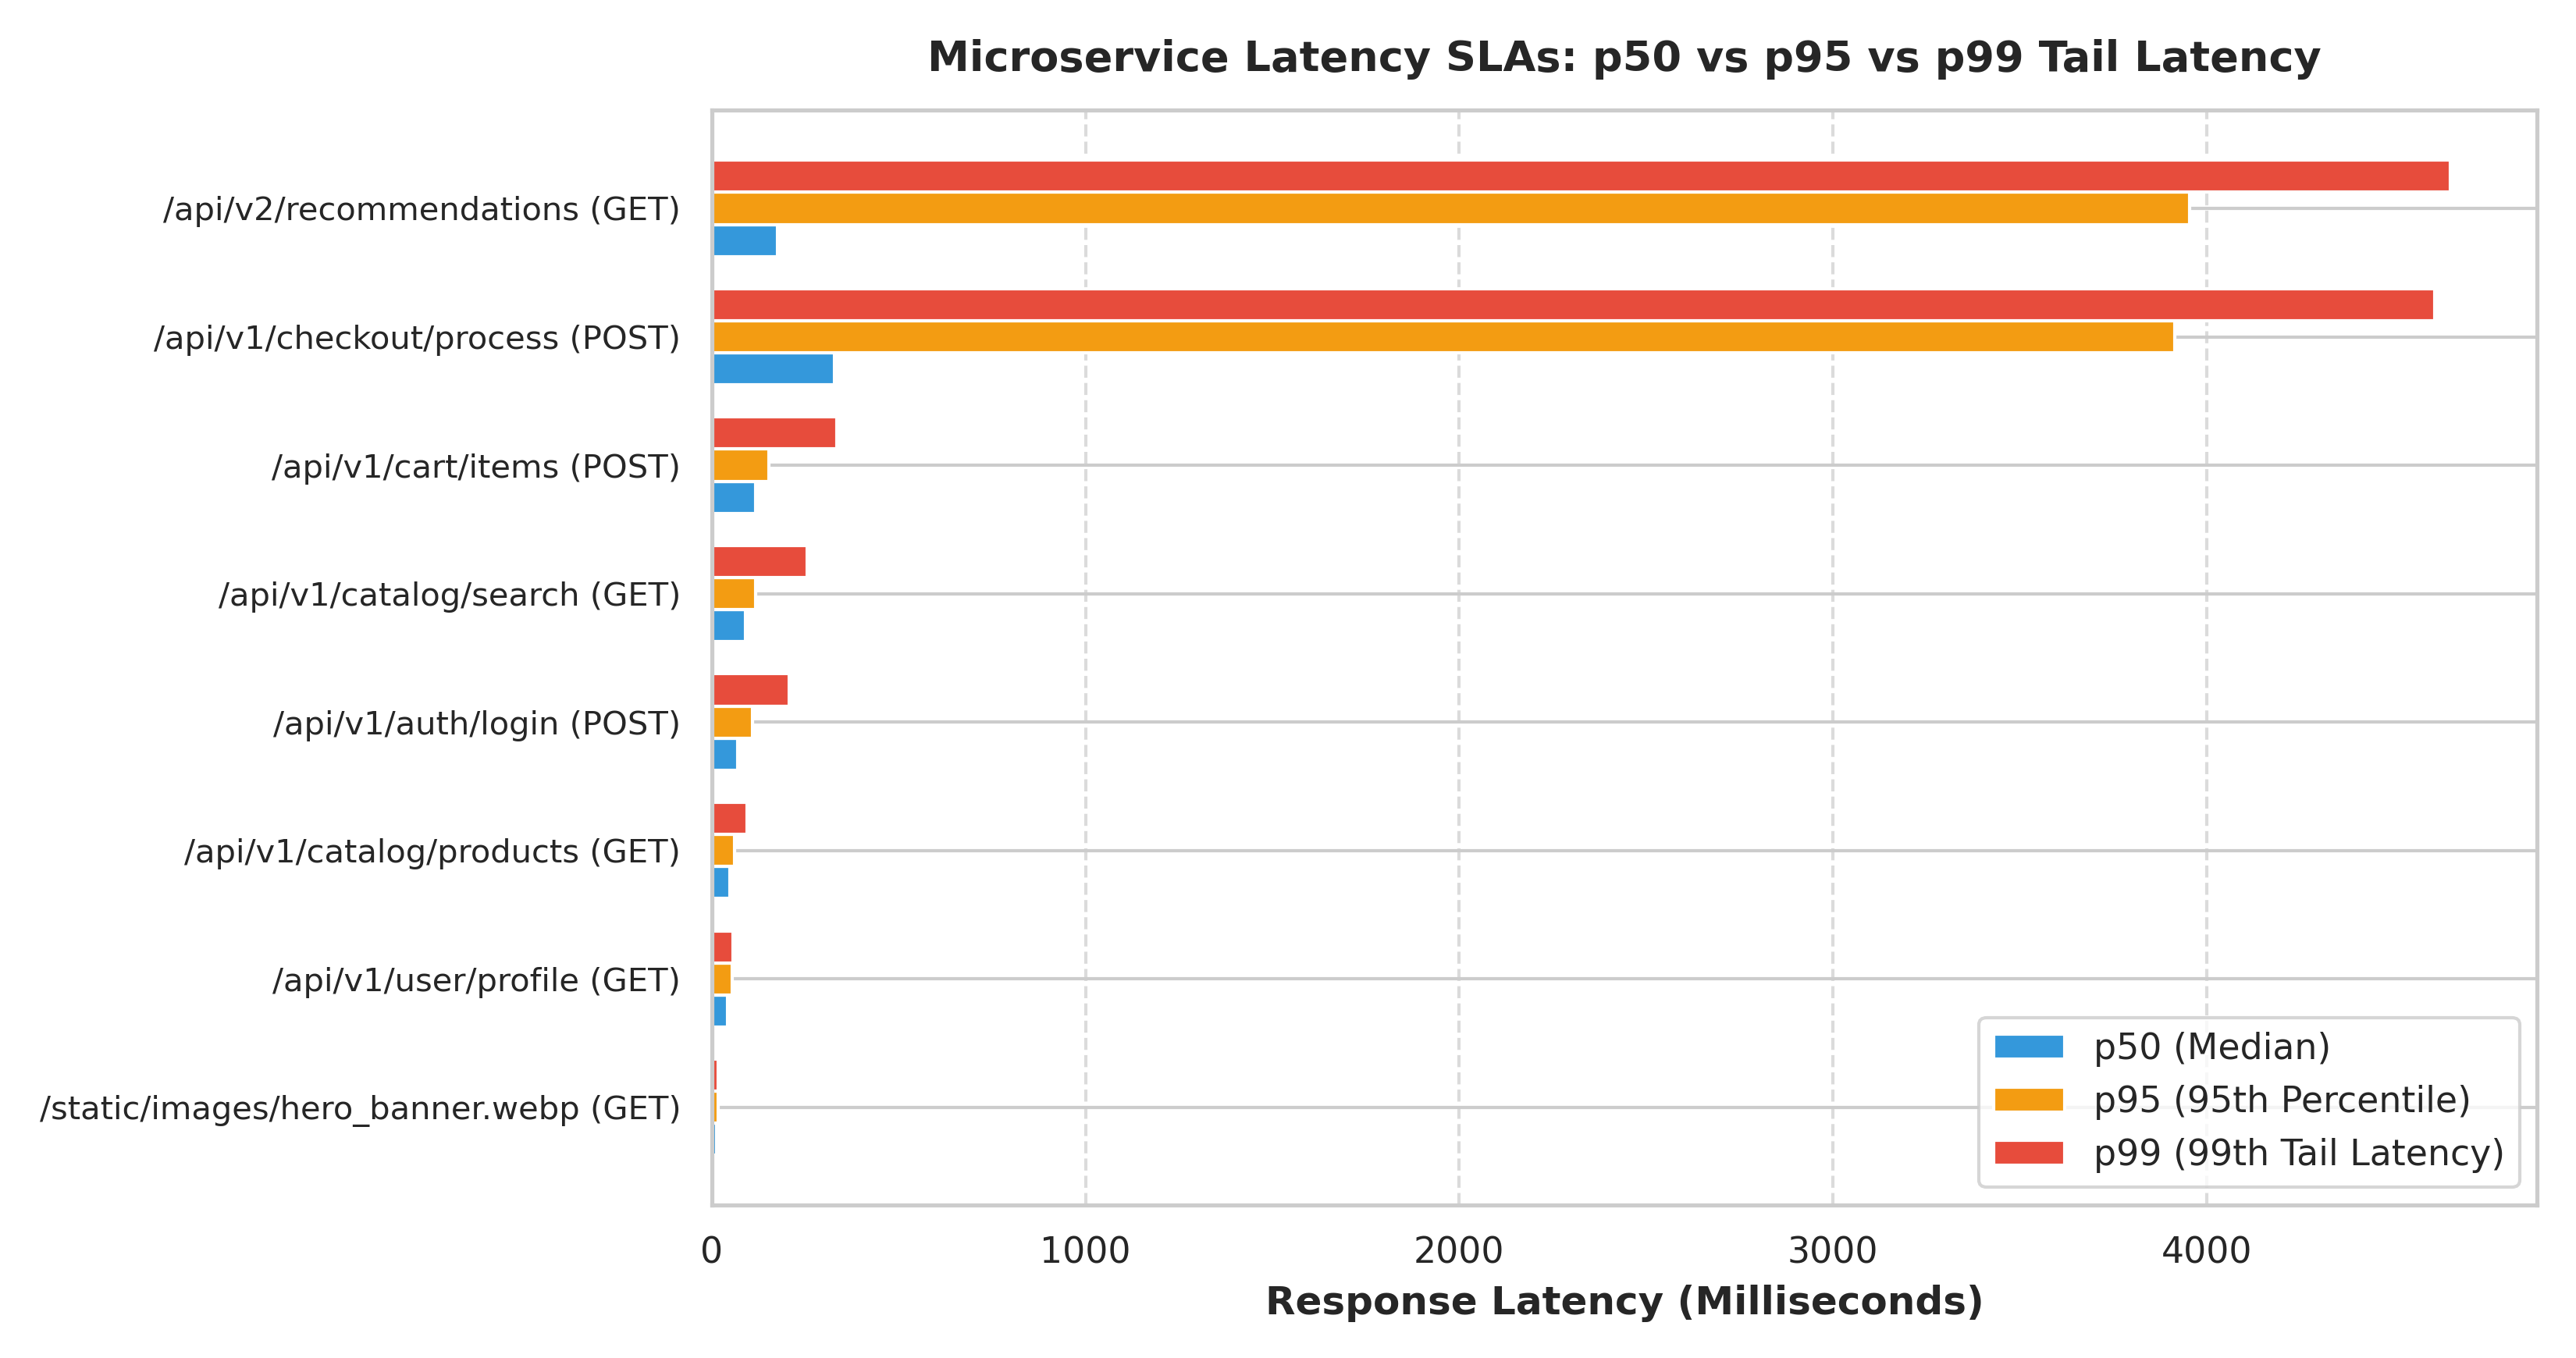 Microservice Latency SLAs: p50 vs p95 vs p99 Tail Latency
/api/v2/recommendations (GET)
/api/v1/checkout/process (POST)
/api/v1/cart/items (POST)
/api/v1/catalog/search (GET)
/api/v1/auth/login (POST)
/api/v1/catalog/products (GET)
/api/v1/user/profile (GET)
/static/images/hero_banner.webp (GET)
p50 (Median)
p95 (95th Percentile)
p99 (99th Tail Latency)
0 1000 2000 3000 4000
Response Latency (Milliseconds)